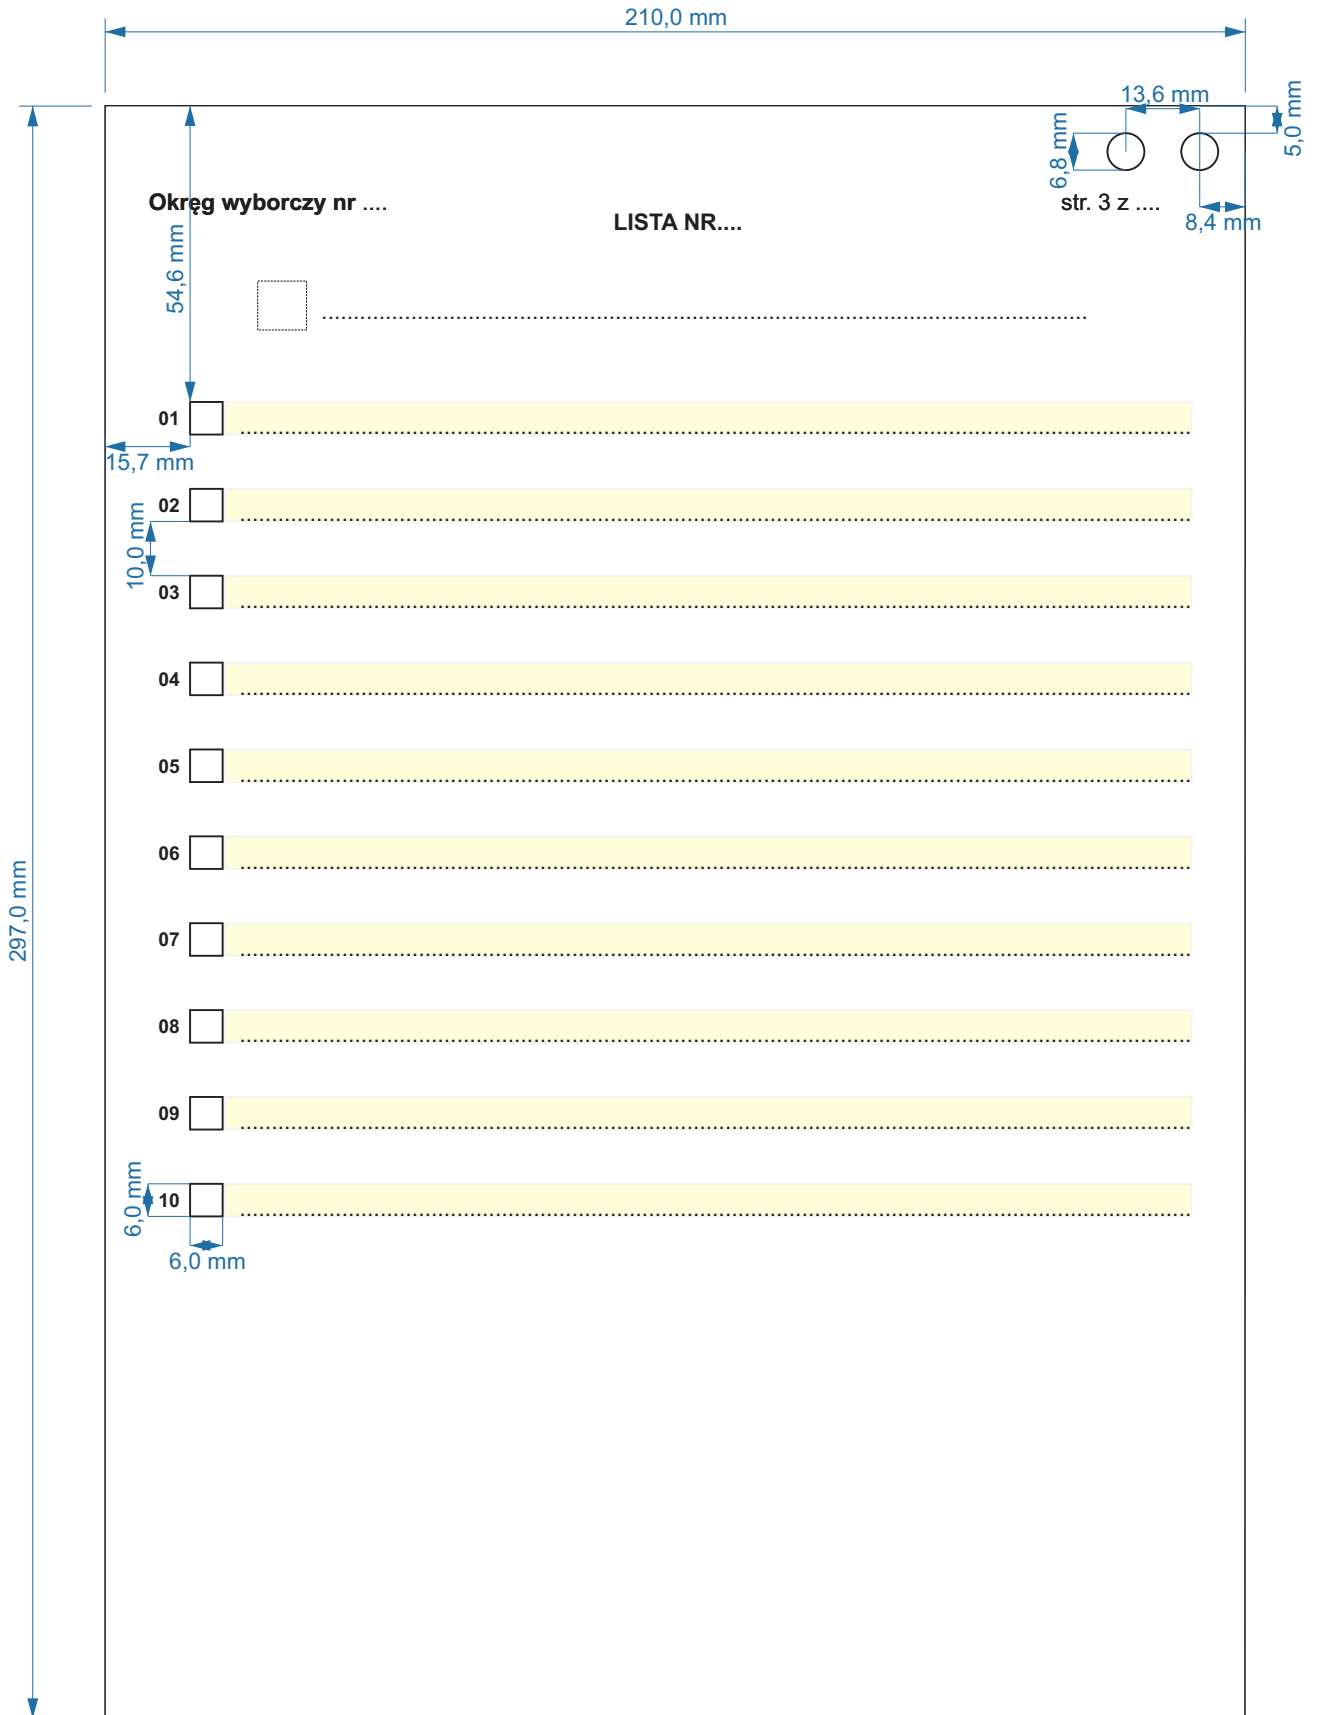 210,0 mm
13,6 mm
5,0 mm
6,8 mm
Okręg wyborczy nr ....
str. 3 z ....
LISTA NR....
8,4 mm
54,6 mm
01
15,7 mm
02
10,0 mm
03
04
05
06
297,0 mm
07
08
09
6,0 mm
10
6,0 mm